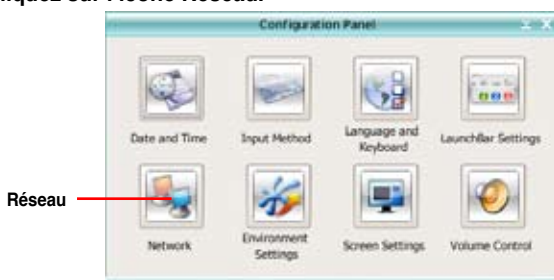 Cliquez sur l'icône Réseau.
Configuration Panel
Date and Time
Input Method
Language and
Keyboard
LaunchBar Settings
Réseau
Network
Environment
Settings
Screen Settings
Volume Control